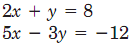 2x + y = 8
5x − 3y = −12